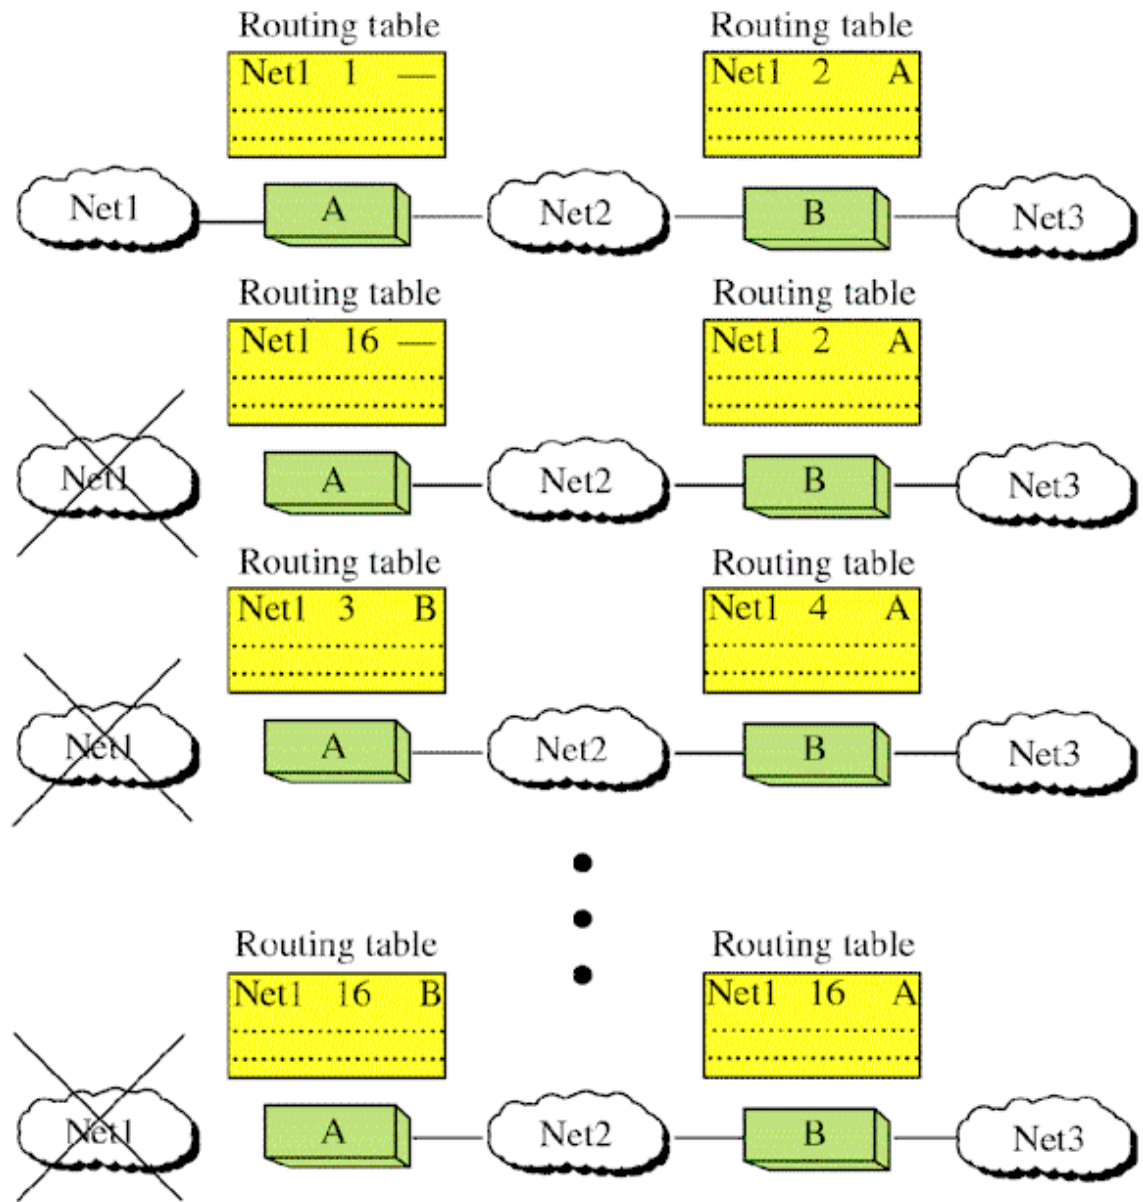 Routing table Routing table
Net1 1 — Net1 2 A
Net1 A Net2 B Net3
Routing table Routing table
Net1 16 — Net1 2 A
Net1 A Net2 B Net3
Routing table Routing table
Net1 3 B Net1 4 A
Net1 A Net2 B Net3
Routing table Routing table
Net1 16 B Net1 16 A
Net1 A Net2 B Net3